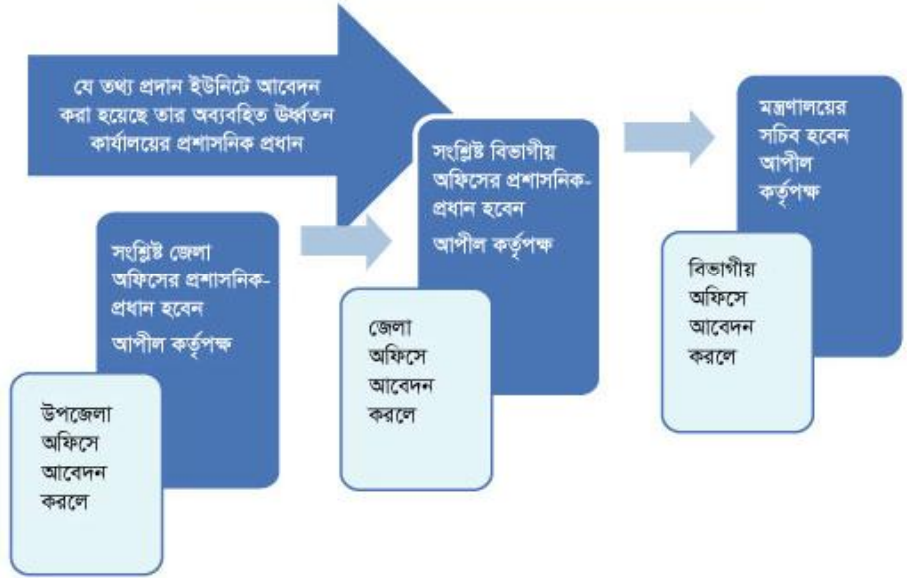 যে তথ্য প্রদান ইউনিটে আবেদন
করা হয়েছে তার অব্যবহিত ঊর্ধ্বতন
কার্যালয়ের প্রশাসনিক প্রধান
সংশ্লিষ্ট জেলা
অফিসের প্রশাসনিক-
প্রধান হবেন
আপীল কর্তৃপক্ষ
উপজেলা
অফিসে
আবেদন
করলে
সংশ্লিষ্ট বিভাগীয়
অফিসের প্রশাসনিক-
প্রধান হবেন
আপীল কর্তৃপক্ষ
জেলা
অফিসে
আবেদন
করলে
মন্ত্রণালয়ের
সচিব হবেন
আপীল
কর্তৃপক্ষ
বিভাগীয়
অফিসে
আবেদন
করলে